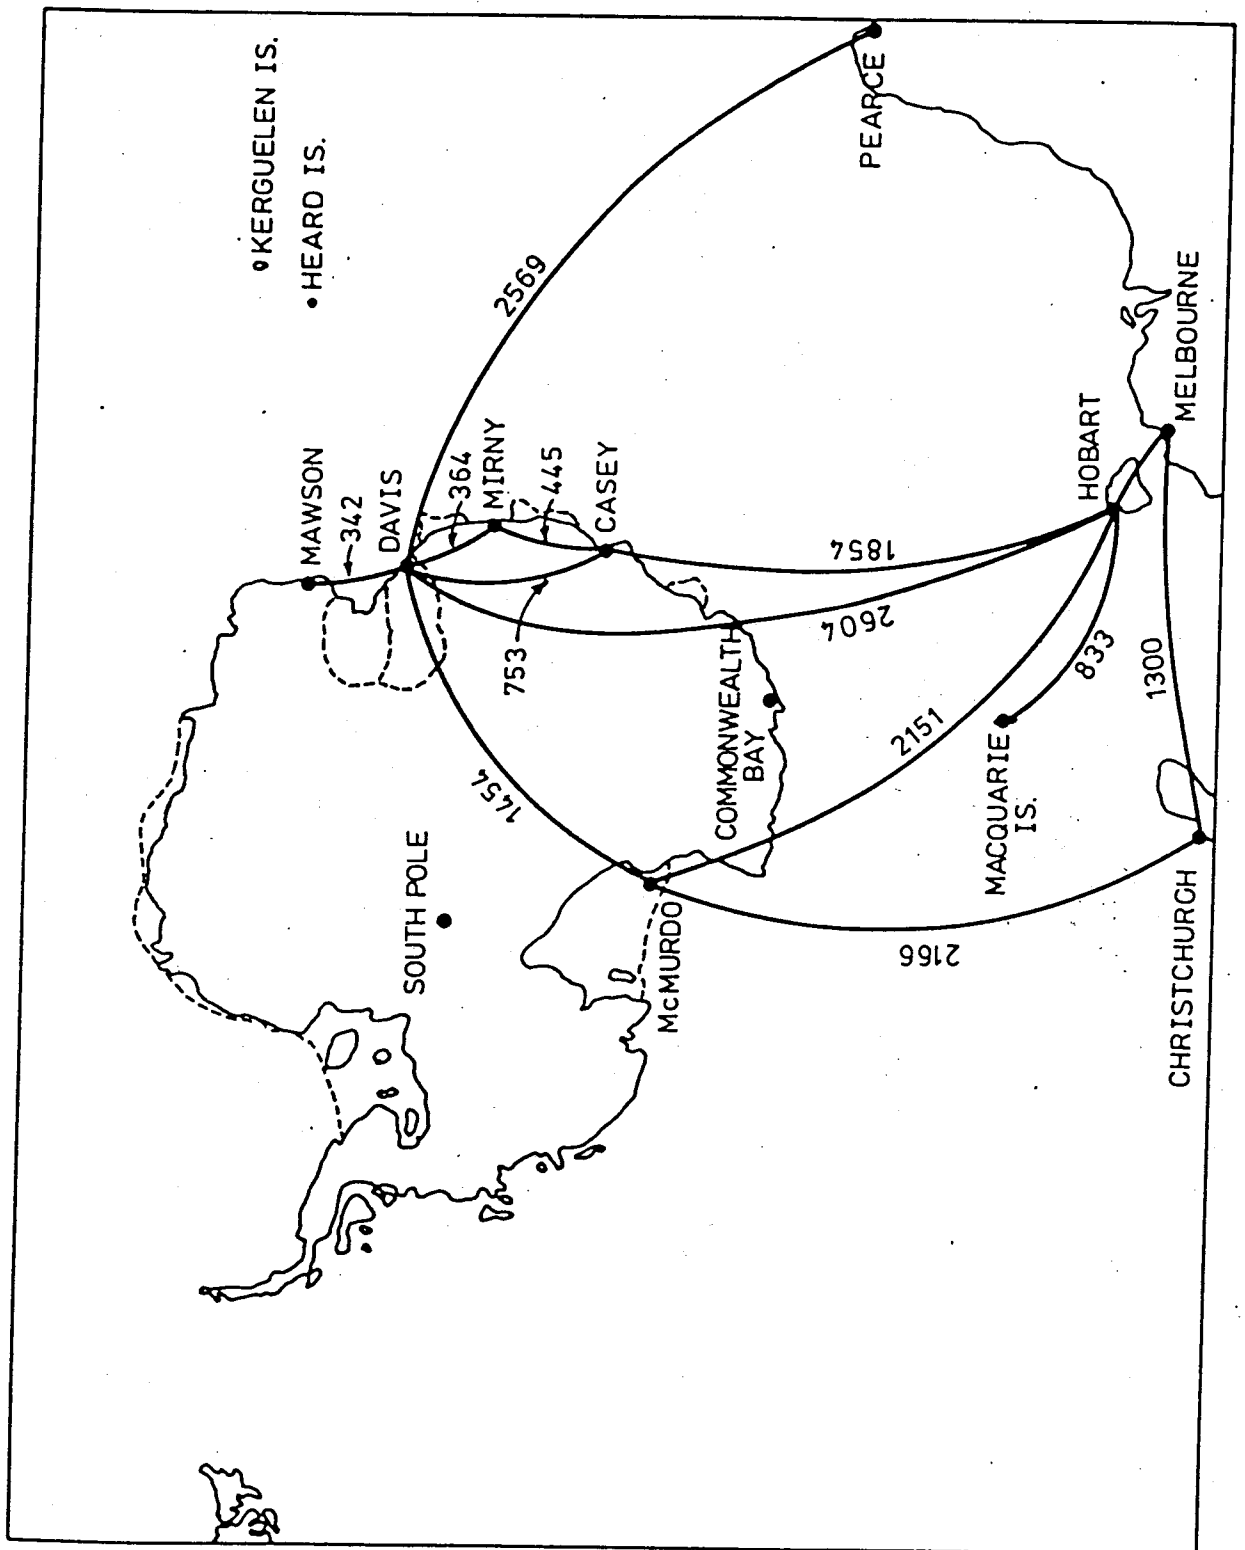 KERGUELEN IS.
HEARD IS.
PEARCE
2569
MAWSON
342
DAVIS
364
MIRNY
445
CASEY
753
1854
2604
HOBART
MELBOURNE
1454
COMMONWEALTH
BAY
2151
833
1300
MACQUARIE
IS.
SOUTH POLE
McMURDO
2166
CHRISTCHURCH